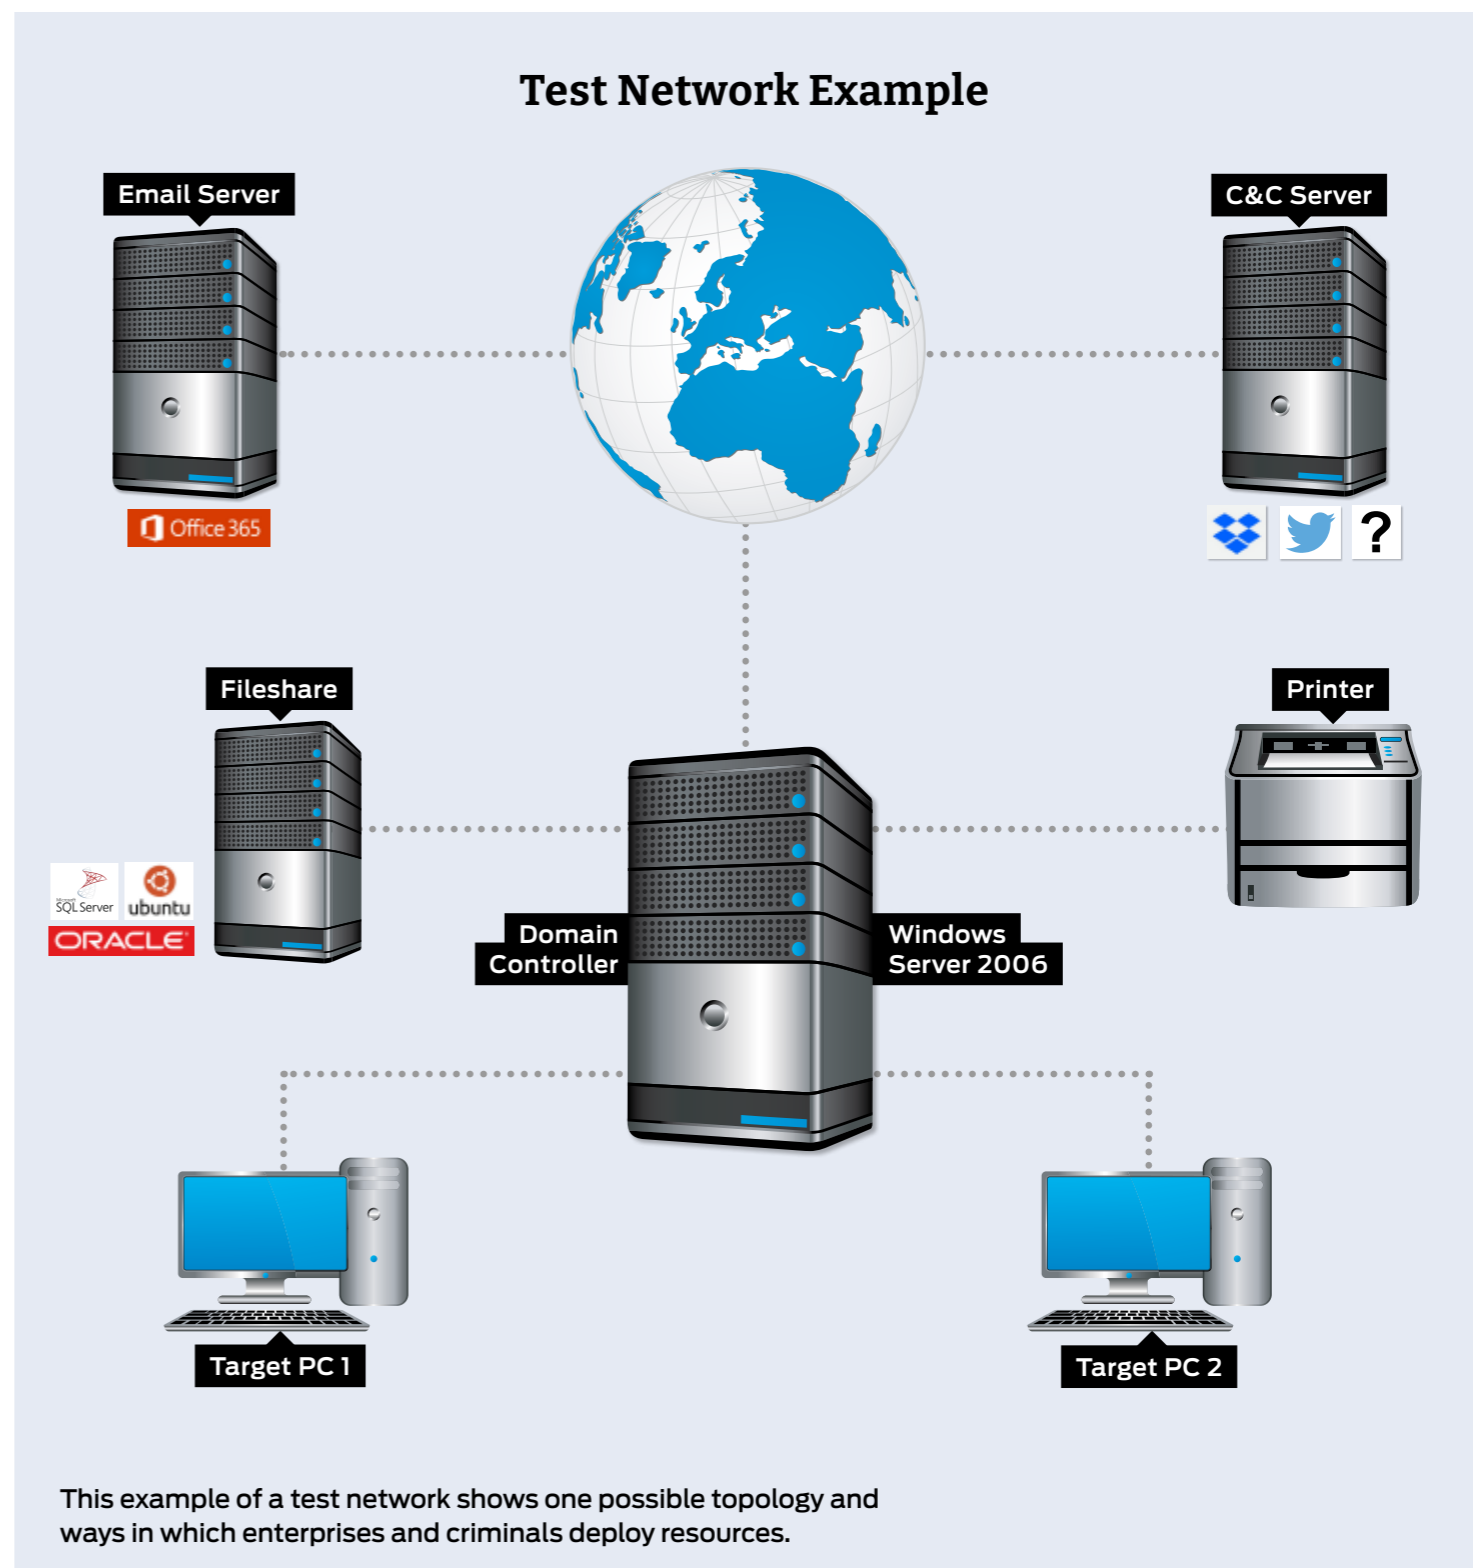 Test Network Example
Email Server
C&C Server
Office 365
?
Fileshare
Printer
Microsoft
SQL Server
ubuntu
ORACLE
Domain
Controller
Windows
Server 2006
Target PC 1
Target PC 2
This example of a test network shows one possible topology and
ways in which enterprises and criminals deploy resources.